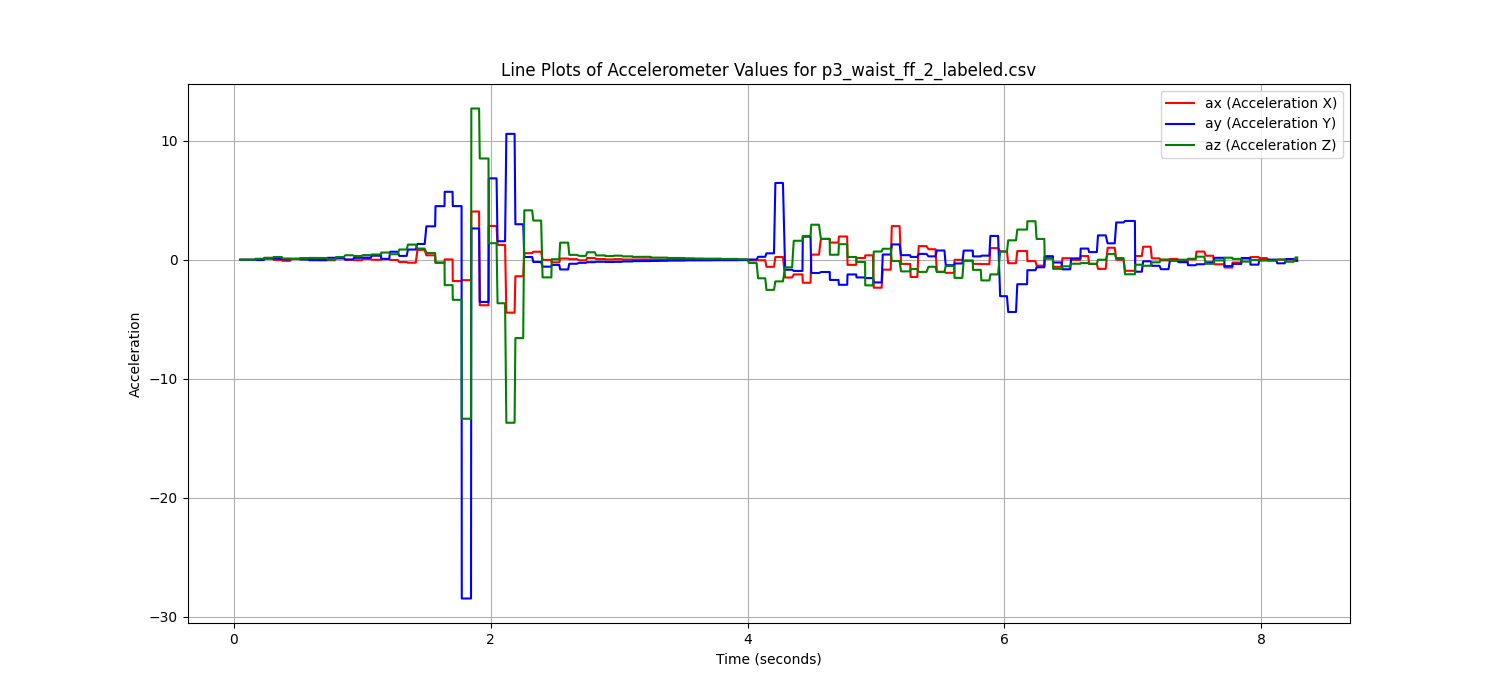 Line Plots of Accelerometer Values for p3_waist_ff_2_labeled.csv
ax (Acceleration X)
ay (Acceleration Y)
az (Acceleration Z)
Acceleration
10
0
−10
−20
−30
0 2 4 6 8
Time (seconds)